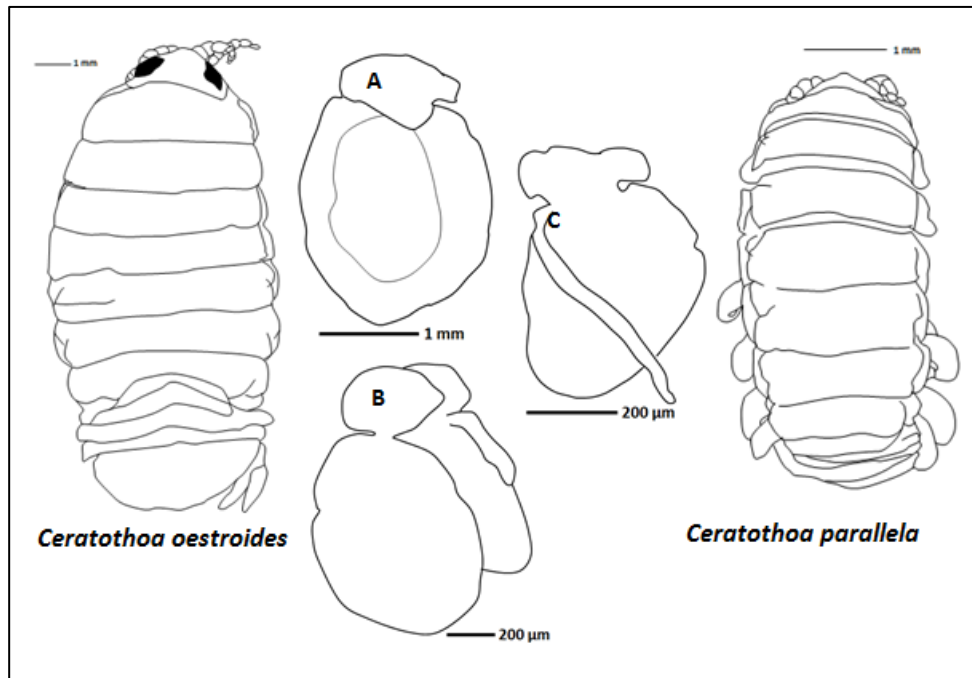 1 mm
1 mm
A
C
1 mm
B
200 µm
Ceratothoa oestroides
Ceratothoa parallela
200 µm